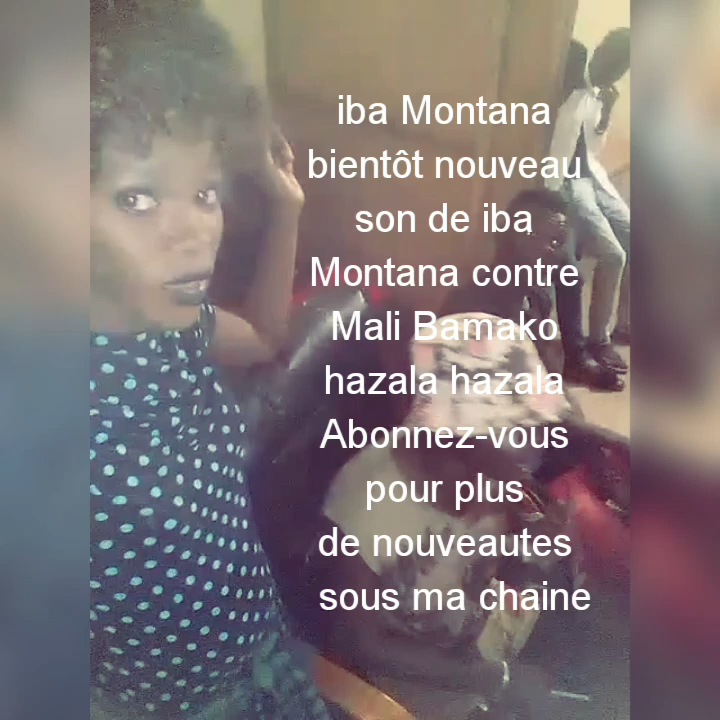 iba Montana
bientôt nouveau
son de iba
Montana contre
Mali Bamako
hazala hazala
Abonnez-vous
pour plus
de nouveautes
sous ma chaine